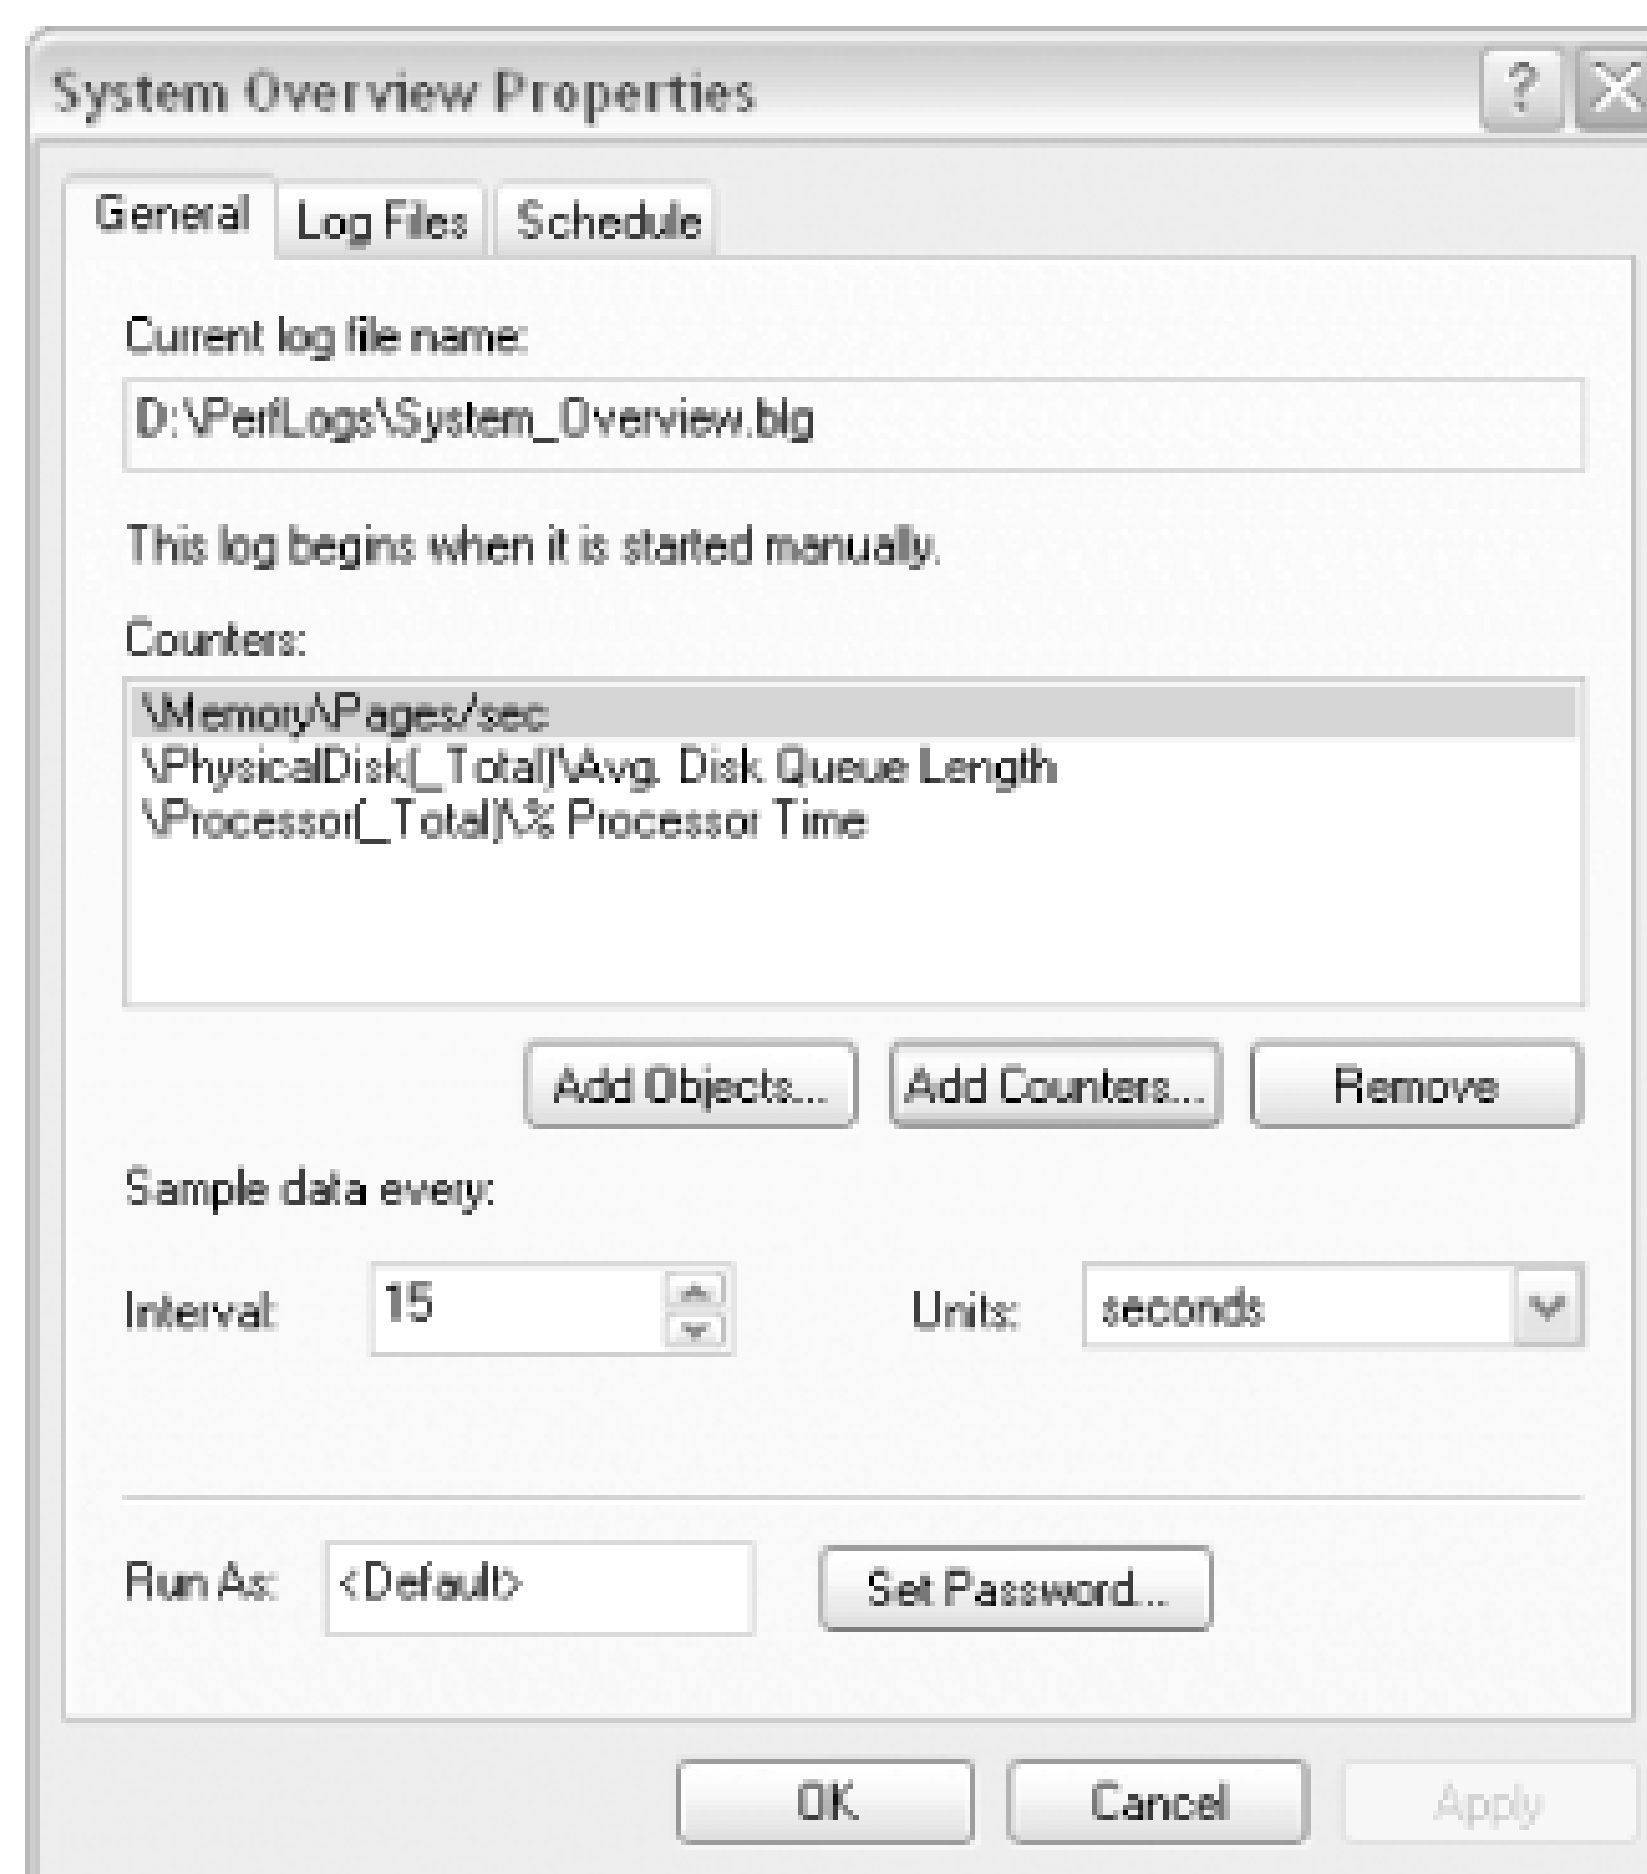 System Overview Properties
?
General Log Files Schedule
Current log file name:
D:\PerfLogs\System_Overview.blg
This log begins when it is started manually.
Counters:
\Memory\Pages/sec
\PhysicalDisk(_Total)\Avg. Disk Queue Length
\Processor(_Total)\% Processor Time
Add Objects... Add Counters... Remove
Sample data every:
Interval: 15 Units: seconds
Run As: <Default> Set Password...
OK Cancel Apply